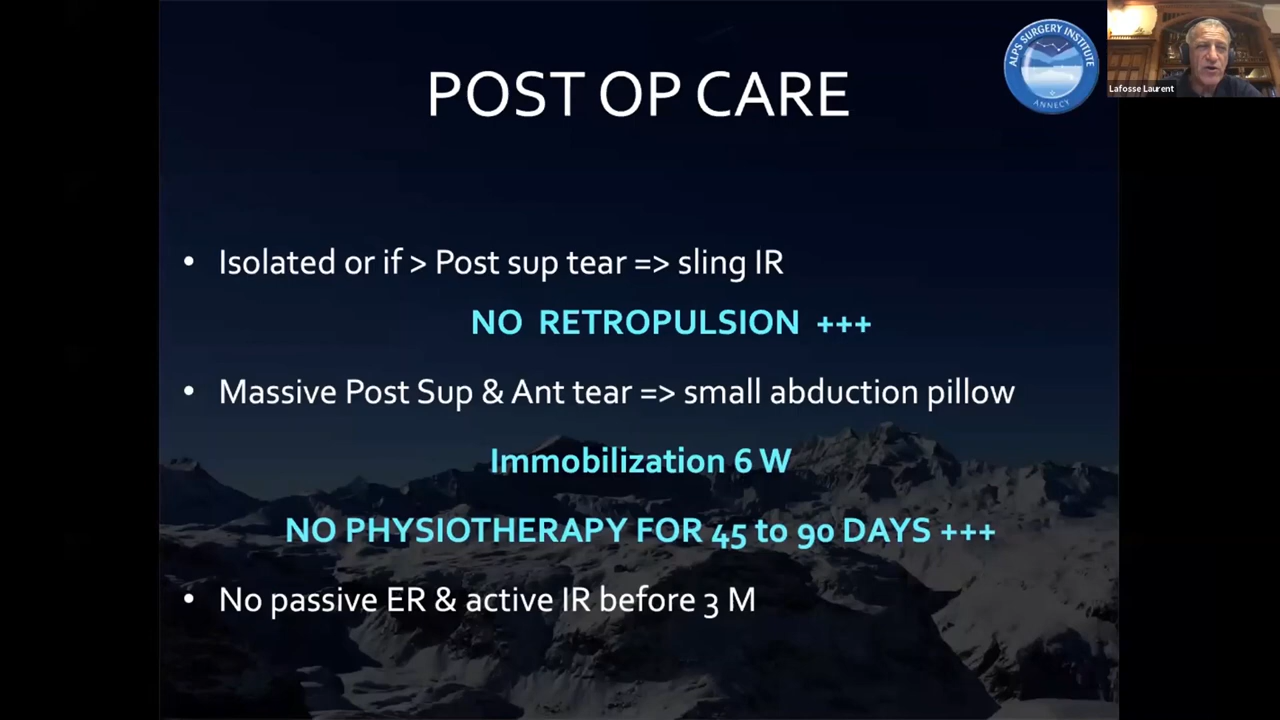 ALPS SURGERY INSTITUTE
ANNECY
Lafosse Laurent
POST OP CARE
• Isolated or if > Post sup tear => sling IR
NO RETROPULSION +++
• Massive Post Sup & Ant tear => small abduction pillow
Immobilization 6 W
NO PHYSIOTHERAPY FOR 45 to 90 DAYS +++
• No passive ER & active IR before 3 M